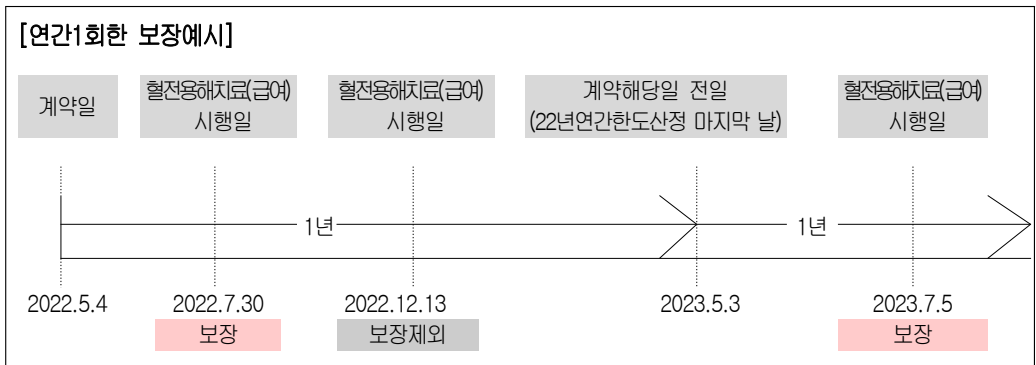 [연간1회한 보장예시]
계약일
혈전용해치료(급여)
시행일
혈전용해치료(급여)
시행일
계약해당일 전일
(22년연간한도산정 마지막 날)
혈전용해치료(급여)
시행일
1년
1년
2022.5.4
2022.7.30
2022.12.13
2023.5.3
2023.7.5
보장
보장제외
보장